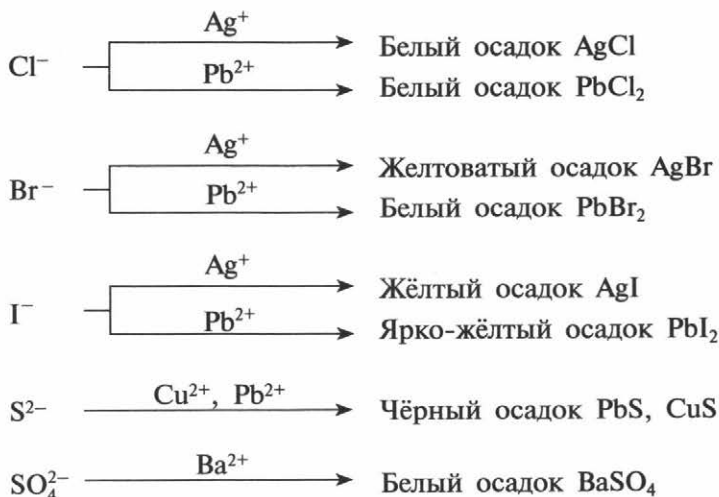 Ag⁺
Cl⁻ Белый осадок AgCl
Pb²⁺
Белый осадок PbCl₂
Ag⁺
Br⁻ Желтоватый осадок AgBr
Pb²⁺
Белый осадок PbBr₂
Ag⁺
I⁻ Жёлтый осадок AgI
Pb²⁺
Ярко-жёлтый осадок PbI₂
Cu²⁺, Pb²⁺
S²⁻ Чёрный осадок PbS, CuS
Ba²⁺
SO₄²⁻ Белый осадок BaSO₄